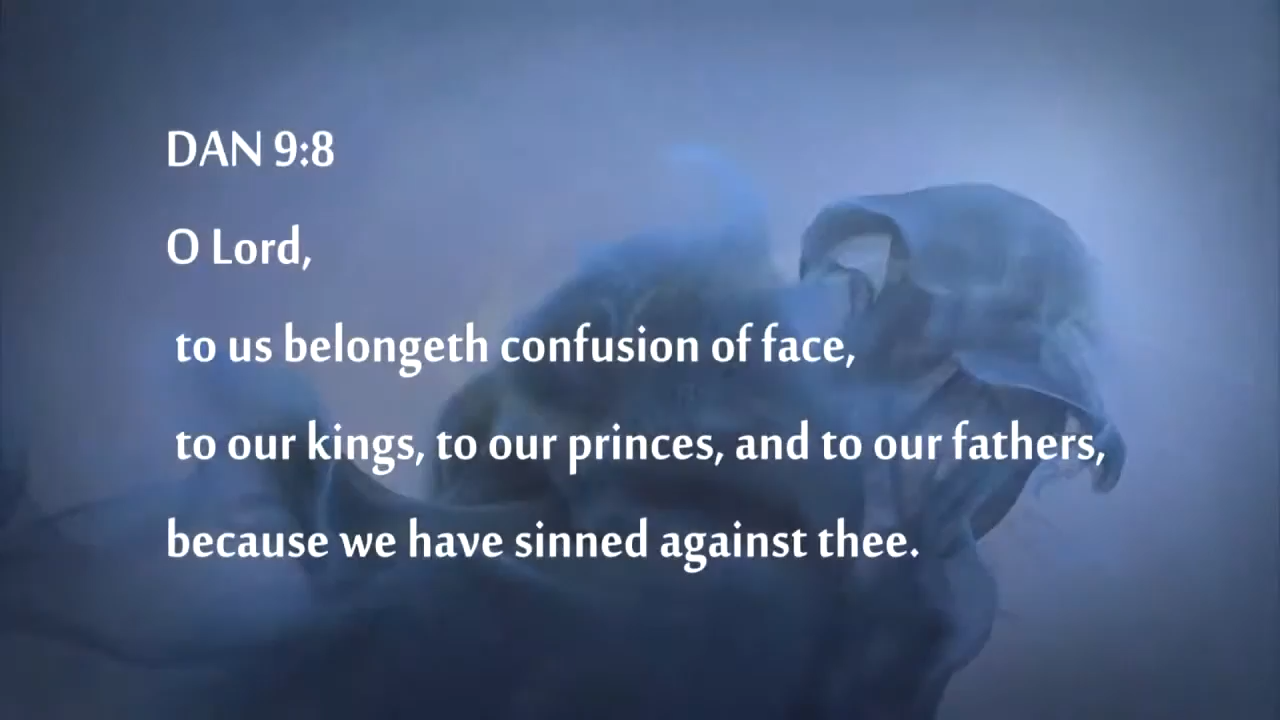 DAN 9:8
O Lord,
to us belongeth confusion of face,
to our kings, to our princes, and to our fathers,
because we have sinned against thee.